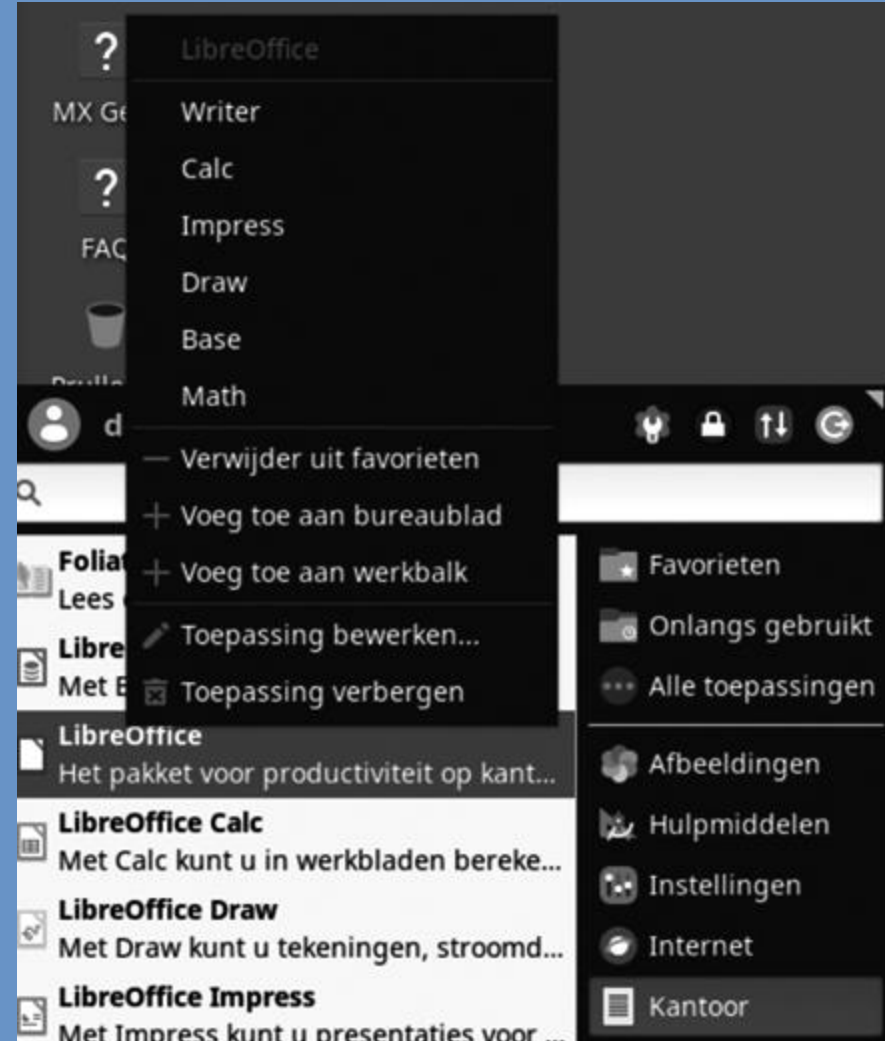 LibreOffice
MX Ge
Writer
Calc
Impress
FAQ
Draw
Base
Math
d
Verwijder uit favorieten
Voeg toe aan bureaublad
Voeg toe aan werkbalk
Toepassing bewerken...
Toepassing verbergen
Foliat
Lees
Libre
Met B
LibreOffice
Het pakket voor productiviteit op kant...
LibreOffice Calc
Met Calc kunt u in werkbladen bereke...
LibreOffice Draw
Met Draw kunt u tekeningen, stroomd...
LibreOffice Impress
Met Impress kunt u presentaties voor ...
Favorieten
Onlangs gebruikt
Alle toepassingen
Afbeeldingen
Hulpmiddelen
Instellingen
Internet
Kantoor